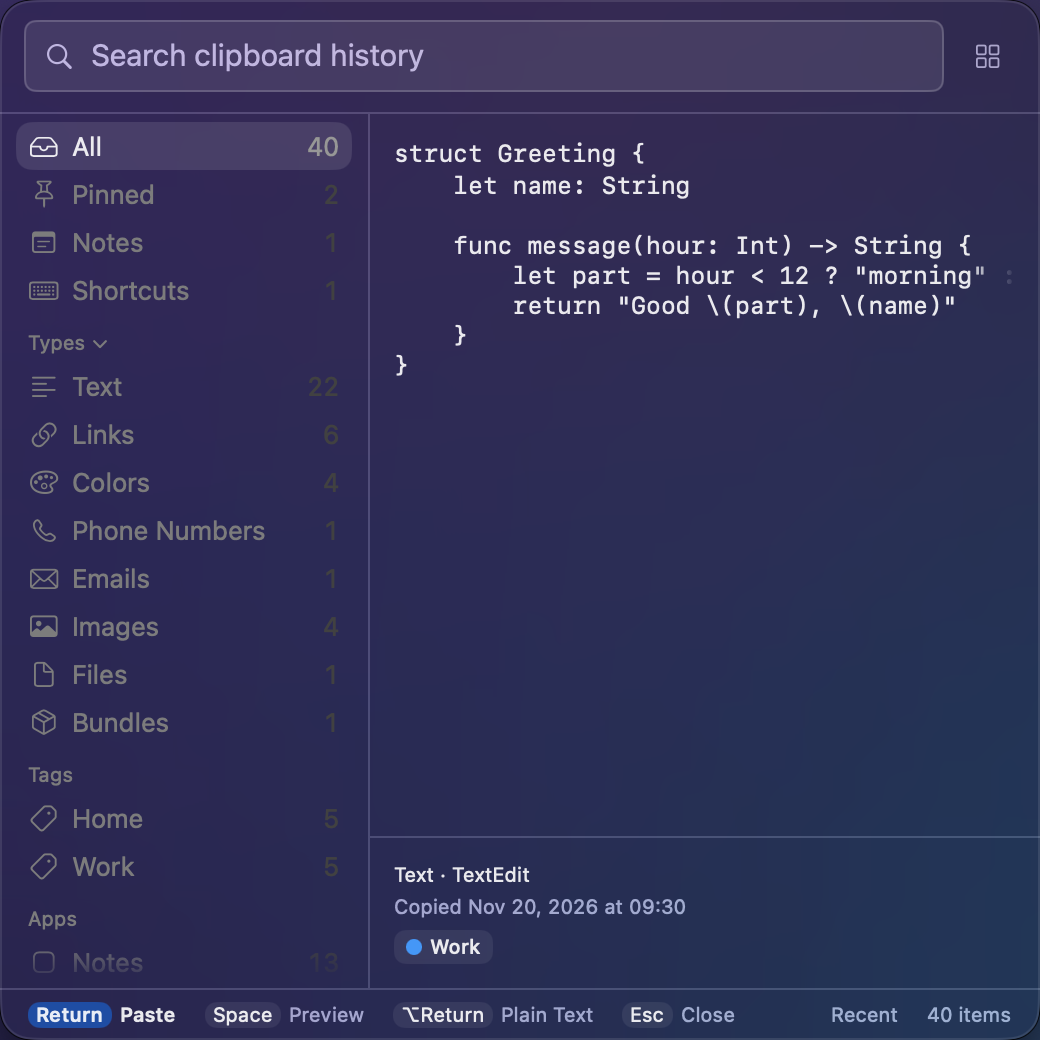 Search clipboard history
All 40
Pinned 2
Notes 1
Shortcuts 1
Types
Text 22
Links 6
Colors 4
Phone Numbers 1
Emails 1
Images 4
Files 1
Bundles 1
Tags
Home 5
Work 5
Apps
Notes 13
struct Greeting {
    let name: String

    func message(hour: Int) -> String {
        let part = hour < 12 ? "morning" :
        return "Good \(part), \(name)"
    }
}
Text · TextEdit
Copied Nov 20, 2026 at 09:30
Work
Return Paste Space Preview ⌥Return Plain Text Esc Close Recent 40 items